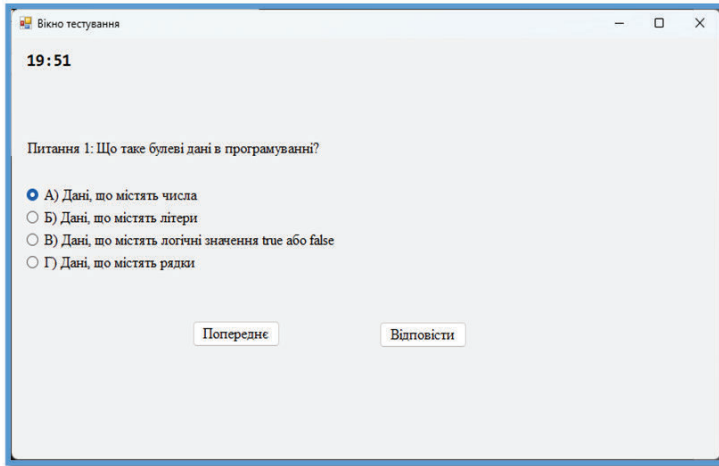 Вікно тестування
19:51
Питання 1: Що таке булеві дані в програмуванні?
А) Дані, що містять числа
Б) Дані, що містять літери
В) Дані, що містять логічні значення true або false
Г) Дані, що містять рядки
Попереднє Відповісти